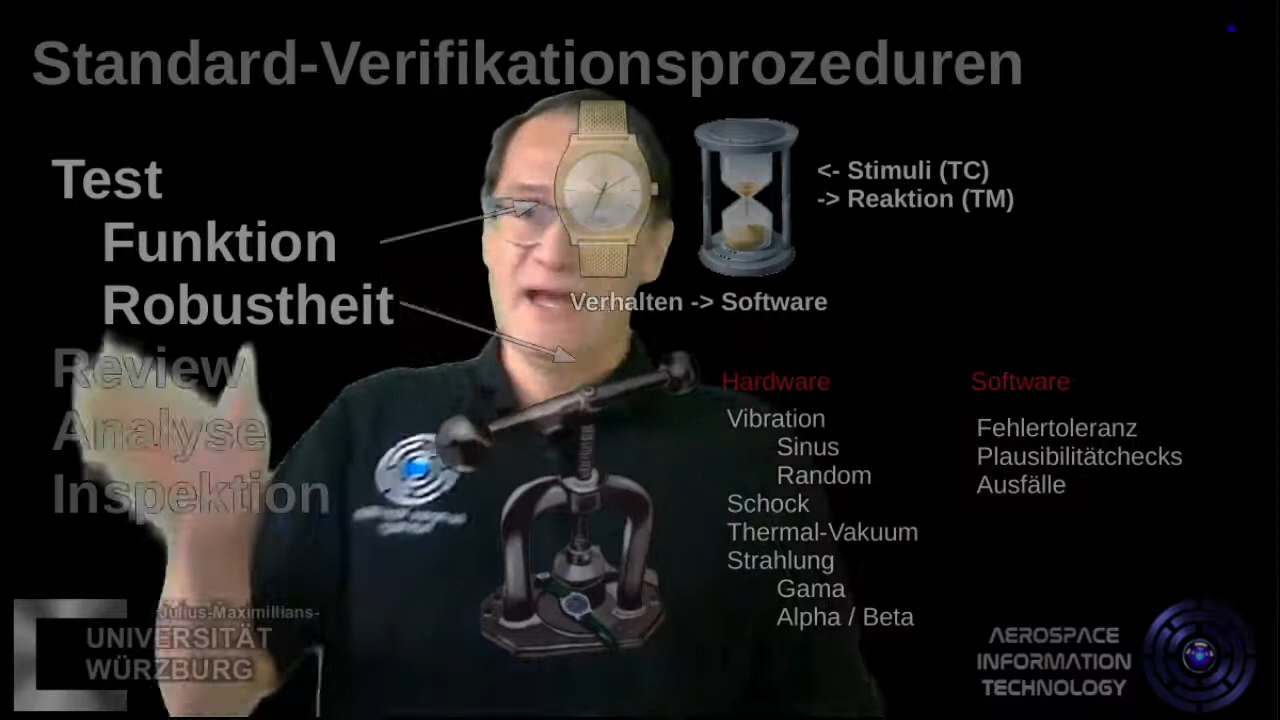 Standard-Verifikationsprozeduren
Test
Funktion
Robustheit
Review
Analyse
Inspektion
<- Stimuli (TC)
-> Reaktion (TM)
Verhalten -> Software
Hardware
Vibration
Sinus
Random
Schock
Thermal-Vakuum
Strahlung
Gama
Alpha / Beta
Software
Fehlertoleranz
Plausibilitätchecks
Ausfälle
-Julius-Maximillians-
UNIVERSITÄT
WÜRZBURG
AEROSPACE
INFORMATION
TECHNOLOGY